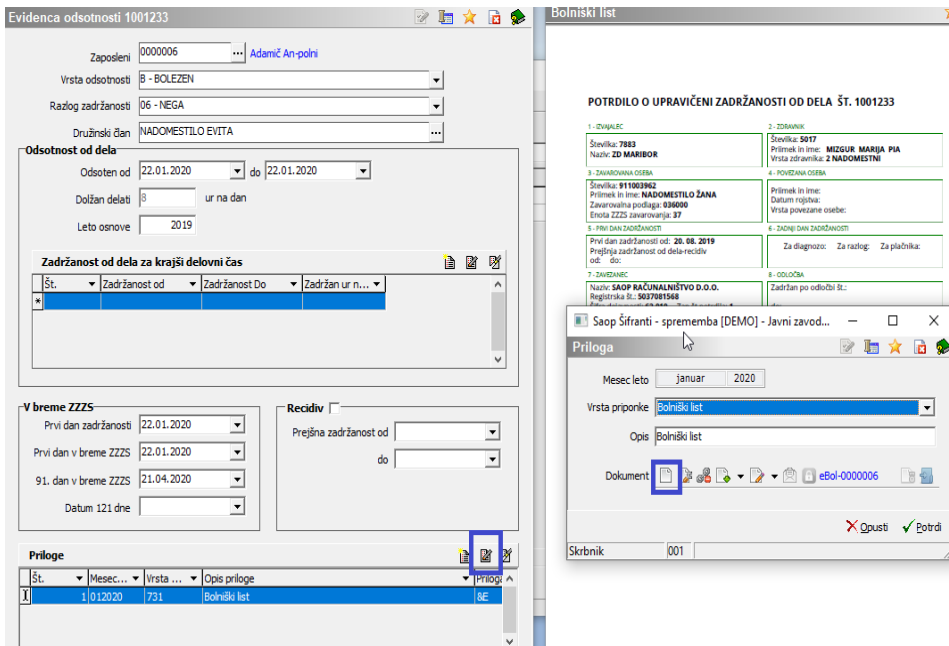 Evidenca odsotnosti 1001233
Zaposleni 0000006 ... Adamič An-polni
Vrsta odsotnosti B - BOLEZEN
Razlog zadržanosti 06 - NEGA
Družinski član NADOMESTILO EVITA ...
Odsotnost od dela
Odsoten od 22.01.2020 do 22.01.2020
Dolžan delati 8 ur na dan
Leto osnove 2019
Zadržanost od dela za krajši delovni čas
Št. Zadržanost od Zadržanost Do Zadržan ur n...
*
V breme ZZZS
Prvi dan zadržanosti 22.01.2020
Prvi dan v breme ZZZS 22.01.2020
91. dan v breme ZZZS 21.04.2020
Datum 121 dne
Recidiv
Prejšna zadržanost od
do
Priloge
Št. Mesec... Vrsta ... Opis priloge Priloga
1 012020 731 Bolniški list &E
Bolniški list
POTRDILO O UPRAVIČENI ZADRŽANOSTI OD DELA ŠT. 1001233
1 - IZVAJALEC
Številka: 7883
Naziv: ZD MARIBOR
2 - ZDRAVNIK
Številka: 5017
Priimek in ime: MIZGUR MARIJA PIA
Vrsta zdravnika: 2 NADOMESTNI
3 - ZAVAROVANA OSEBA
Številka: 911003962
Priimek in ime: NADOMESTILO ŽANA
Zavarovalna podlaga: 036000
Enota ZZZS zavarovanja: 37
4 - POVEZANA OSEBA
Priimek in ime:
Datum rojstva:
Vrsta povezane osebe:
5 - PRVI DAN ZADRŽANOSTI
Prvi dan zadržanosti od: 20. 08. 2019
Prejšnja zadržanost od dela-recidiv
od: do:
6 - ZADNJI DAN ZADRŽANOSTI
Za diagnozo: Za razlog: Za plačnika:
7 - ZAVEZANEC
Naziv: SAOP RAČUNALNIŠTVO D.O.O.
Registrska št.: 5037081568
8 - ODLOČBA
Zadržan po odločbi št.:
Saop Šifranti - sprememba [DEMO] - Javni zavod...
Priloga
Mesec leto januar 2020
Vrsta priponke Bolniški list
Opis Bolniški list
Dokument eBol-0000006
Opusti Potrdi
Skrbnik 001